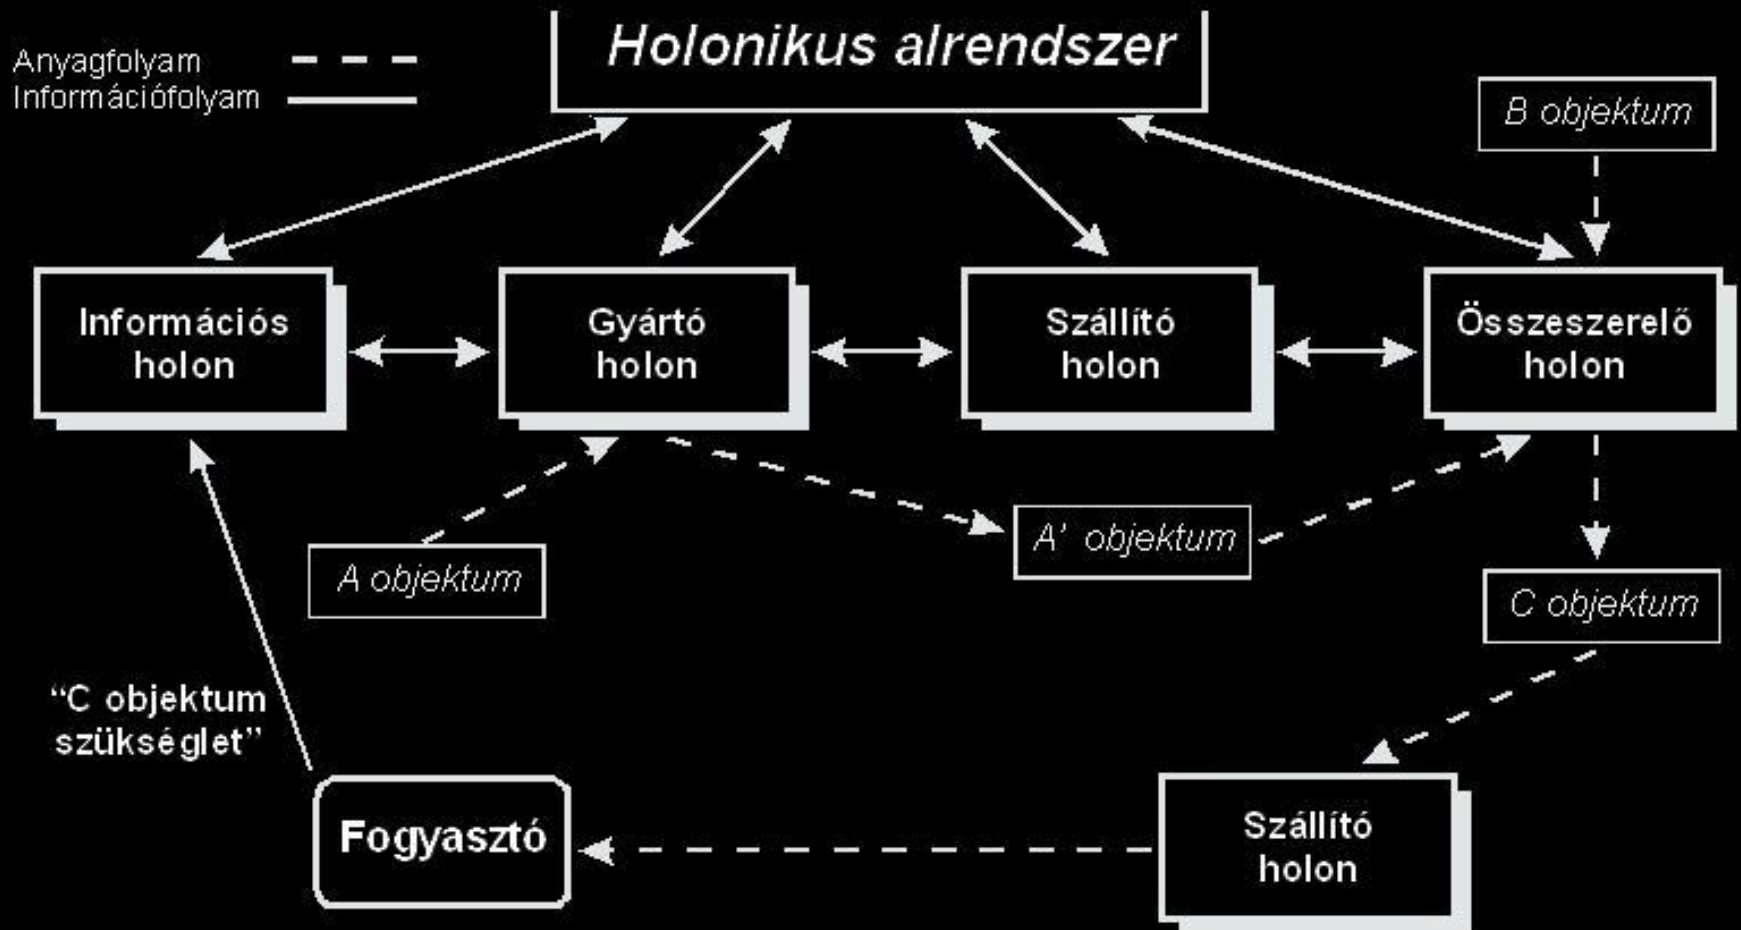 Holonikus alrendszer
Anyagfolyam
Információfolyam
B objektum
Információs
holon
Gyártó
holon
Szállító
holon
Összeszerelő
holon
A' objektum
A objektum
C objektum
“C objektum
szükséglet”
Fogyasztó
Szállító
holon